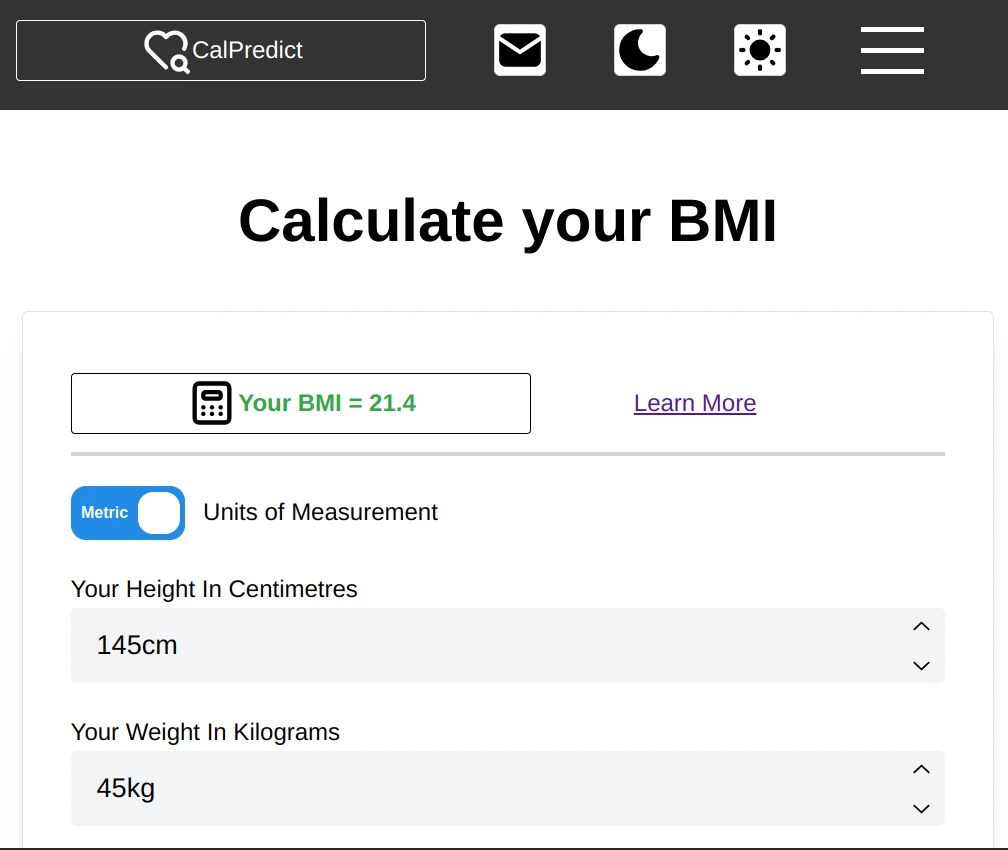 CalPredict
Calculate your BMI
Your BMI = 21.4
Learn More
Metric
Units of Measurement
Your Height In Centimetres
145cm
Your Weight In Kilograms
45kg